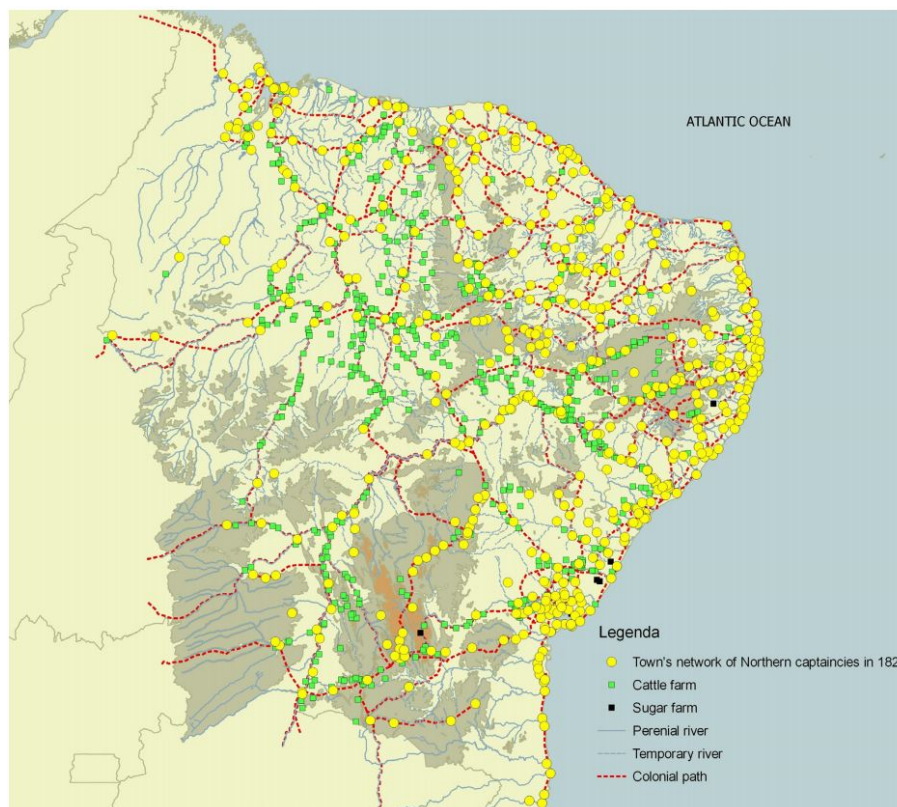 ATLANTIC OCEAN
Legenda
Town's network of Northern captaincies in 182
Cattle farm
Sugar farm
Perenial river
Temporary river
Colonial path